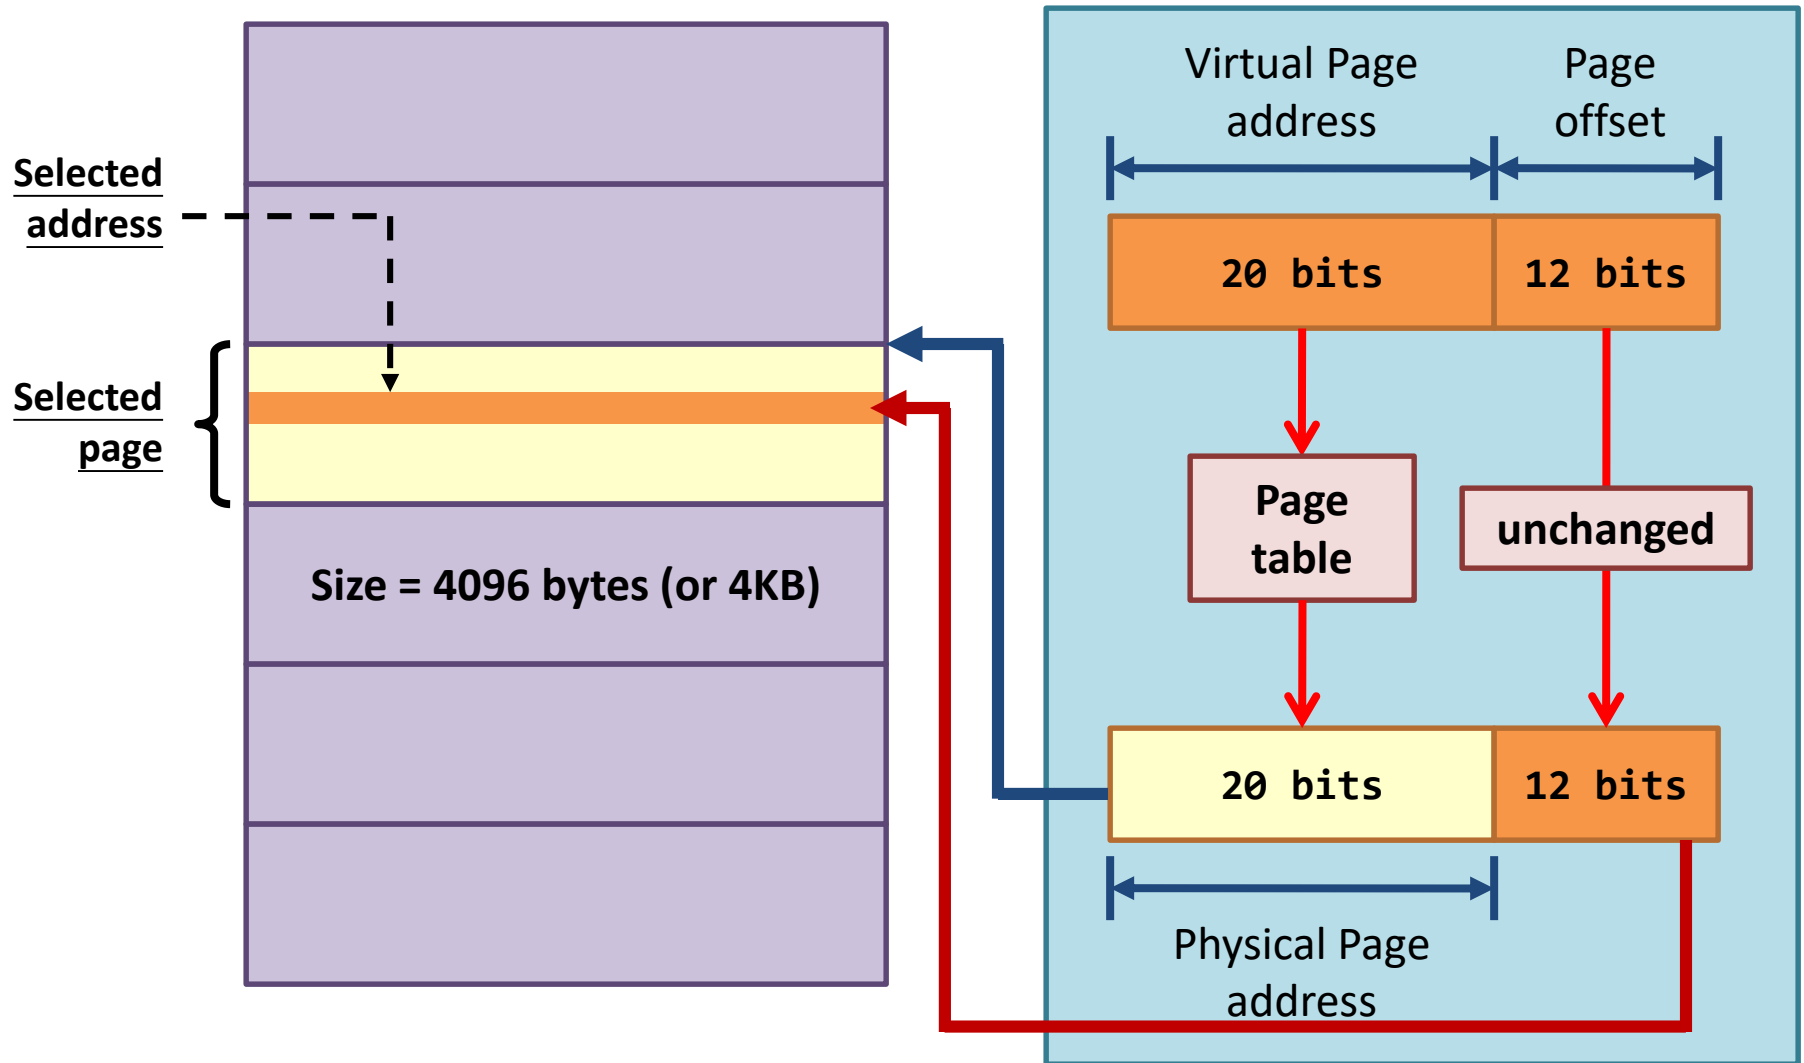 Selected
address
Selected
page
Size = 4096 bytes (or 4KB)
Virtual Page
address
Page
offset
20 bits
12 bits
Page
table
unchanged
20 bits
12 bits
Physical Page
address